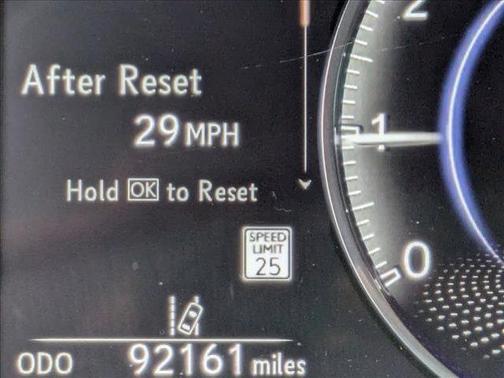 After Reset
29 MPH
Hold OK to Reset
SPEED
LIMIT
25
ODO 92161 miles
2
1
0